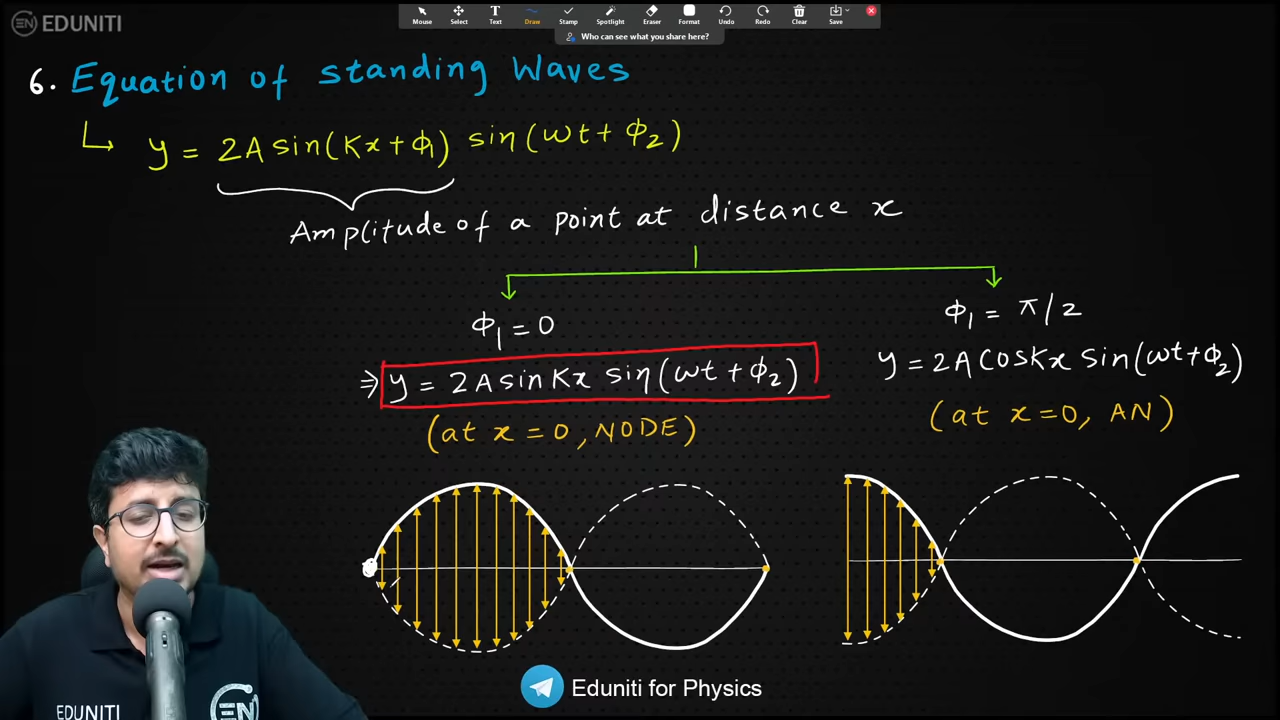 EN EDUNITI
Mouse Select Text Draw Stamp Spotlight Eraser Format Undo Redo Clear Save
Who can see what you share here?
6. Equation of standing Waves
y = 2A sin(Kx + ϕ1) sin(ωt + ϕ2)
Amplitude of a point at distance x
ϕ1 = 0
ϕ1 = π/2
⇒ y = 2A sin Kx sin(ωt + ϕ2)
y = 2A cosKx sin(ωt + ϕ2)
(at x = 0, NODE)
(at x = 0, AN)
Eduniti for Physics
EDUNITI
EN